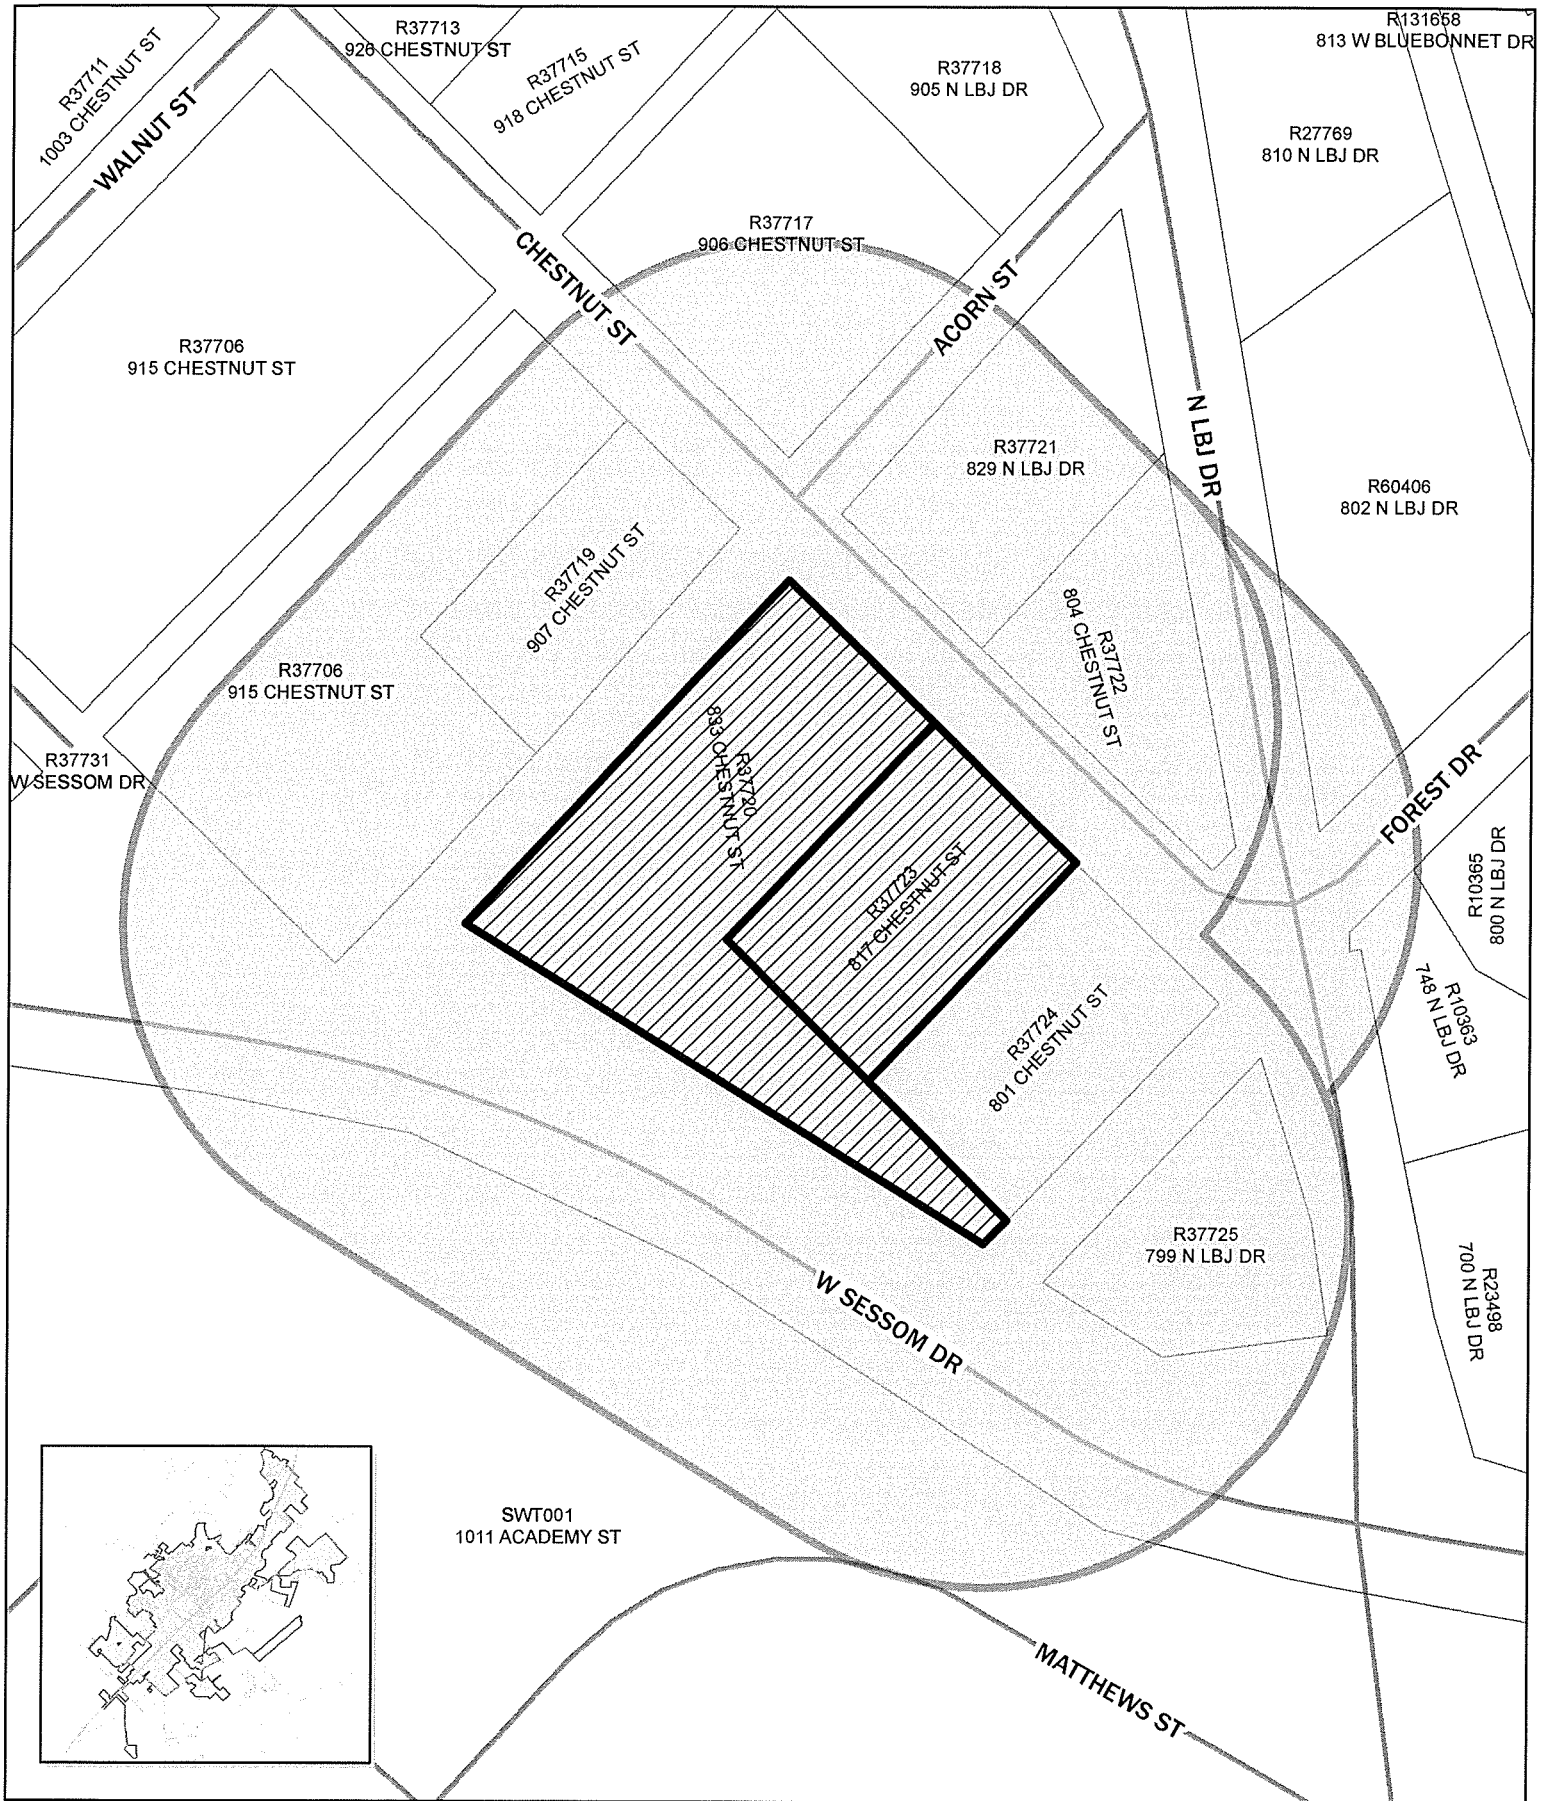 R37711
1003 CHESTNUT ST
WALNUT ST
R37713
926 CHESTNUT ST
R37715
918 CHESTNUT ST
R37718
905 N LBJ DR
R131658
813 W BLUEBONNET DR
R27769
810 N LBJ DR
R37717
906 CHESTNUT ST
CHESTNUT ST
ACORN ST
R37706
915 CHESTNUT ST
N LBJ DR
R37721
829 N LBJ DR
R60406
802 N LBJ DR
R37719
907 CHESTNUT ST
R37722
804 CHESTNUT ST
R37706
915 CHESTNUT ST
R37731
W SESSOM DR
R37720
833 CHESTNUT ST
FOREST DR
R37723
817 CHESTNUT ST
R10365
800 N LBJ DR
R37724
801 CHESTNUT ST
R10363
748 N LBJ DR
R37725
799 N LBJ DR
R23498
700 N LBJ DR
W SESSOM DR
SWT001
1011 ACADEMY ST
MATTHEWS ST